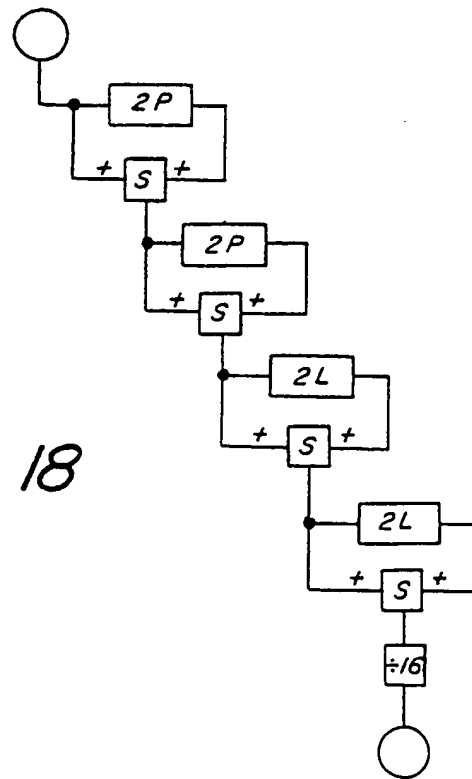 2P
+ S +
2P
+ S +
2L
+ S +
18
2L
+ S +
÷16